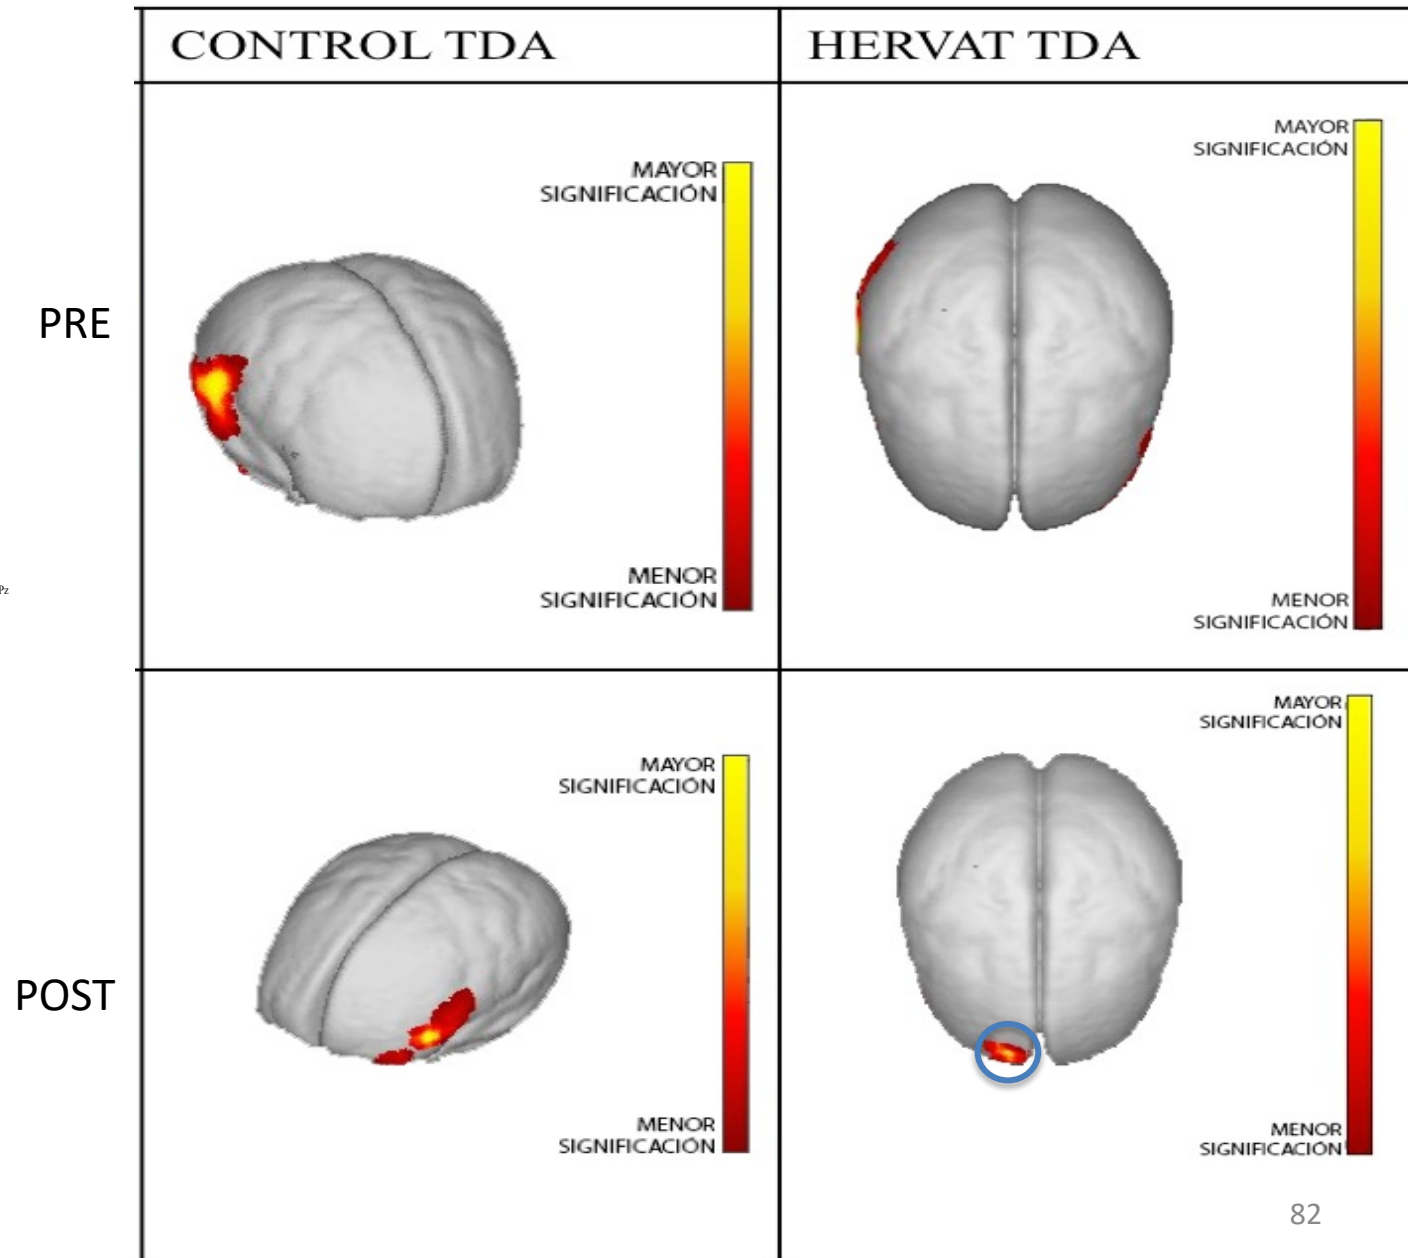 CONTROL TDA
HERVAT TDA
PRE
MAYOR
SIGNIFICACIÓN
MENOR
SIGNIFICACIÓN
MAYOR
SIGNIFICACIÓN
MENOR
SIGNIFICACIÓN
Pz
POST
MAYOR
SIGNIFICACIÓN
MENOR
SIGNIFICACIÓN
MAYOR
SIGNIFICACIÓN
MENOR
SIGNIFICACIÓN
82